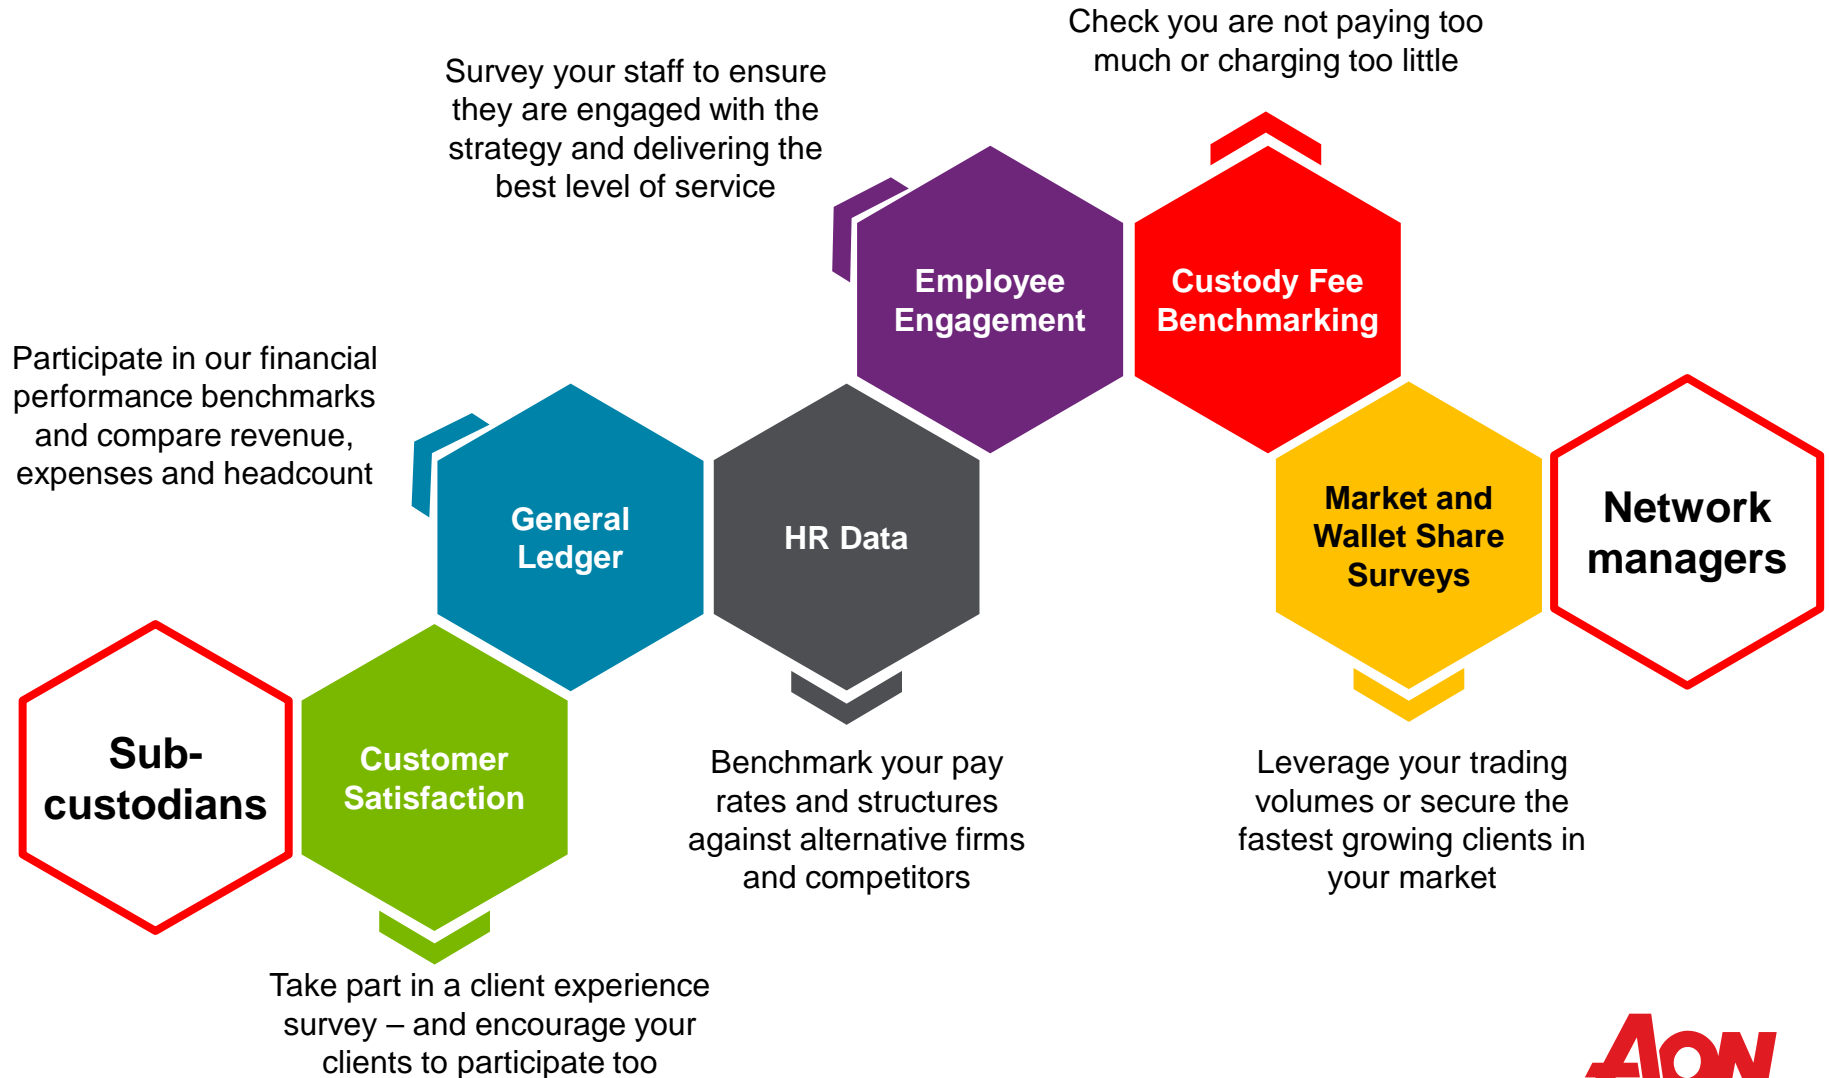 Check you are not paying too
much or charging too little
Survey your staff to ensure
they are engaged with the
strategy and delivering the
best level of service
Employee
Engagement
Custody Fee
Benchmarking
Participate in our financial
performance benchmarks
and compare revenue,
expenses and headcount
General
Ledger
HR Data
Market and
Wallet Share
Surveys
Network
managers
Sub-
custodians
Customer
Satisfaction
Benchmark your pay
rates and structures
against alternative firms
and competitors
Leverage your trading
volumes or secure the
fastest growing clients in
your market
Take part in a client experience
survey – and encourage your
clients to participate too
AON